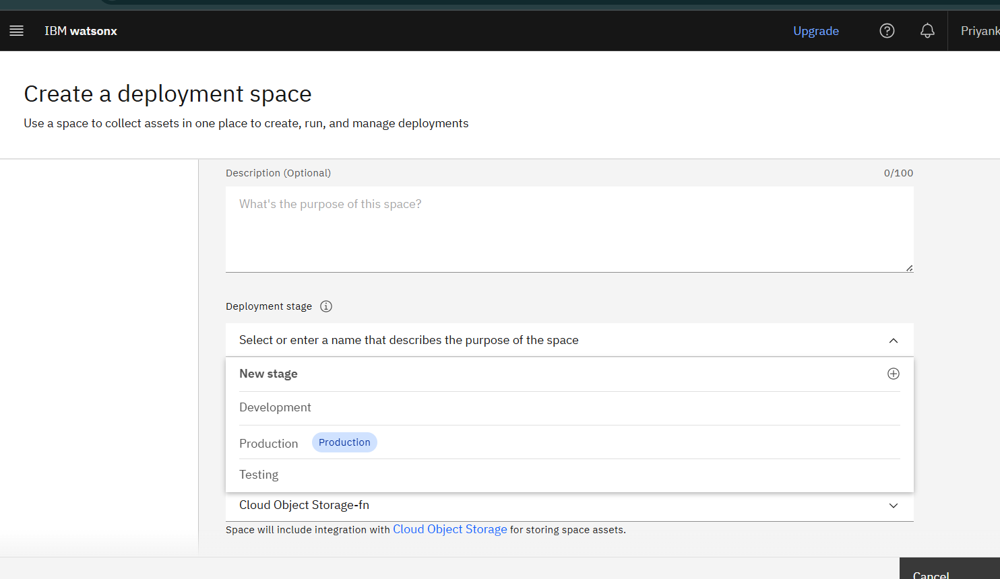 IBM watsonx
Upgrade
Priyank
Create a deployment space
Use a space to collect assets in one place to create, run, and manage deployments
Description (Optional)
0/100
What's the purpose of this space?
Deployment stage
Select or enter a name that describes the purpose of the space
New stage
Development
Production Production
Testing
Cloud Object Storage-fn
Space will include integration with Cloud Object Storage for storing space assets.
Cancel